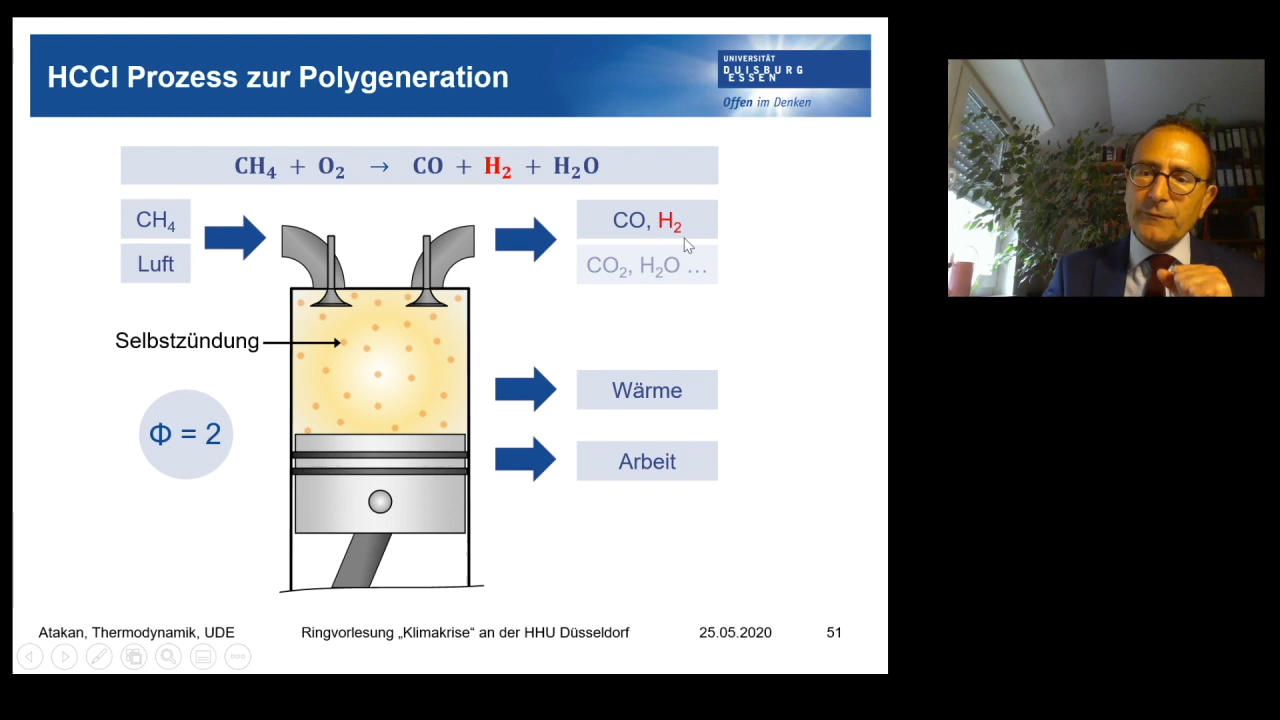 HCCI Prozess zur Polygeneration
UNIVERSITÄT
DUISBURG
ESSEN
Offen im Denken
CH₄ + O₂ → CO + H₂ + H₂O
CH₄
Luft
CO, H₂
CO₂, H₂O ...
Selbstzündung
Φ = 2
Wärme
Arbeit
Atakan, Thermodynamik, UDE
Ringvorlesung „Klimakrise“ an der HHU Düsseldorf
25.05.2020
51